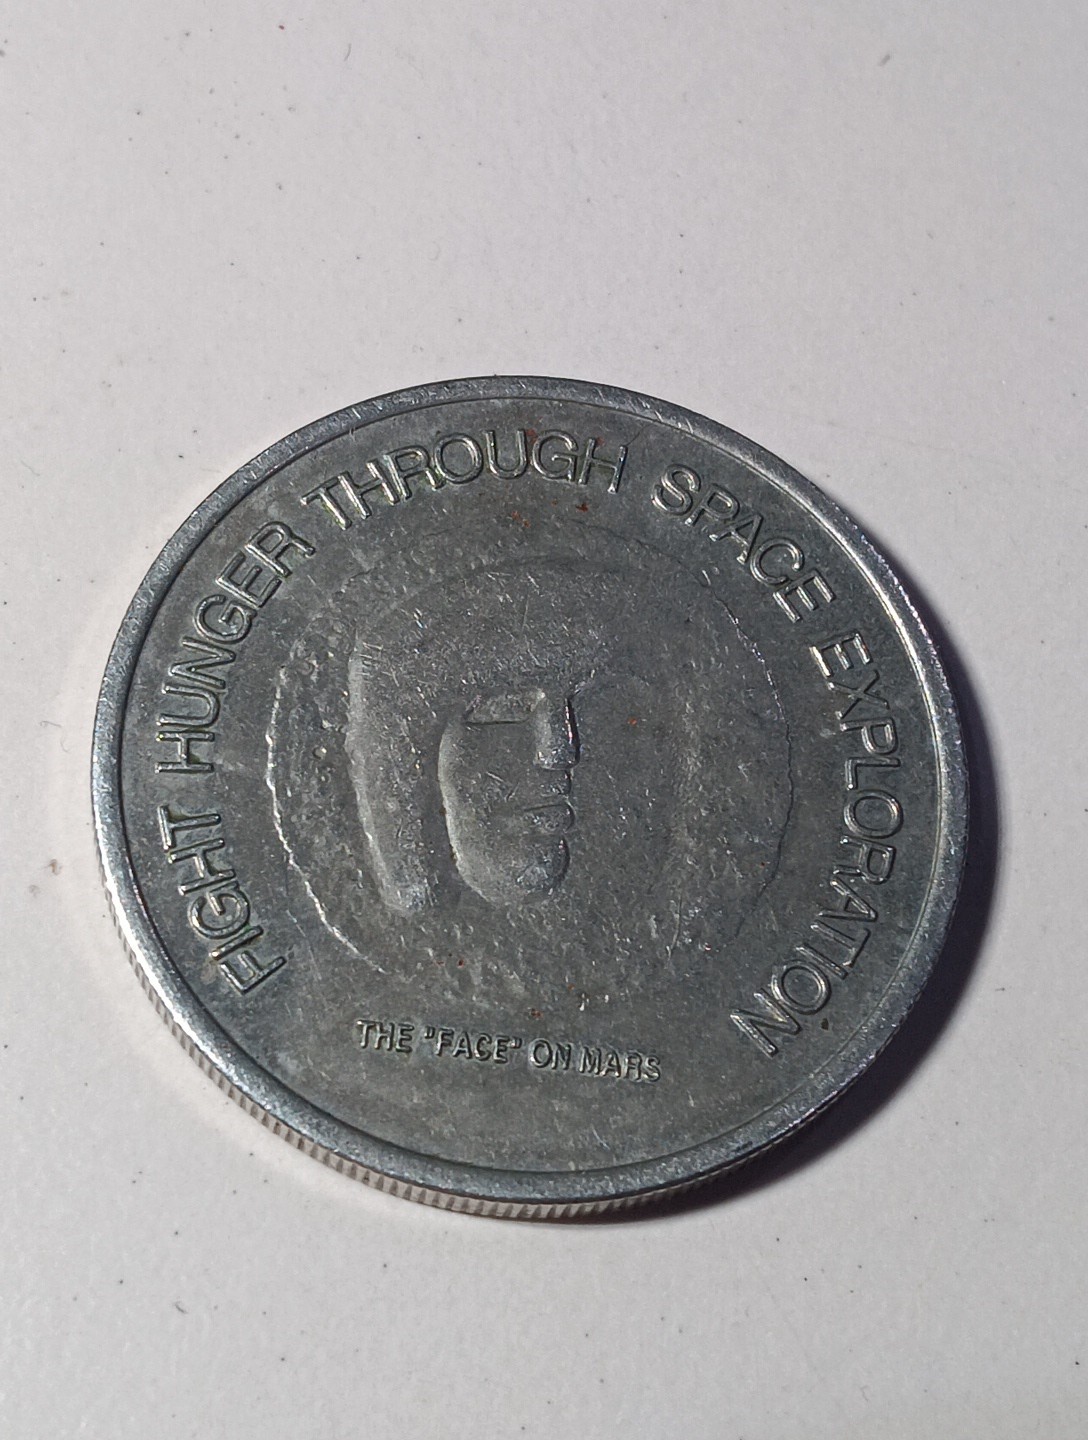 FIGHT HUNGER THROUGH SPACE EXPLORATION
THE "FACE" ON MARS